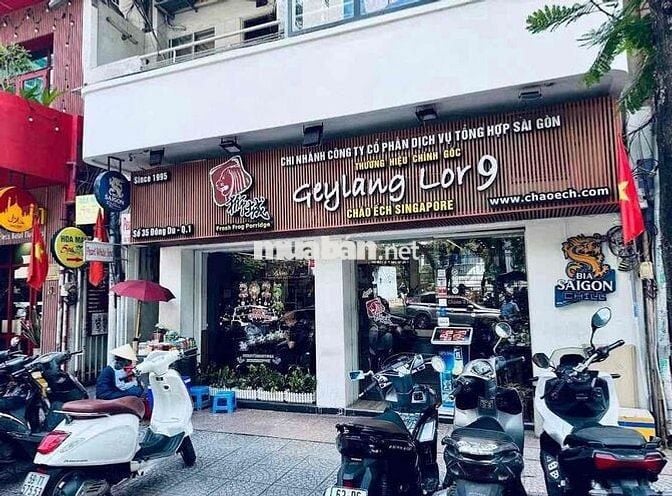 CHI NHÁNH CÔNG TY CỔ PHẦN DỊCH VỤ TỔNG HỢP SÀI GÒN
THƯƠNG HIỆU CHÍNH GỐC
Since 1995
Geylang Lor 9
www.chaoech.com
CHÁO ẾCH SINGAPORE
Fresh Frog Porridge
Số 35 Đông Du - Q.1
muaban.net
BIA
SAIGON
CHILL
SAIGON
HOA MAI